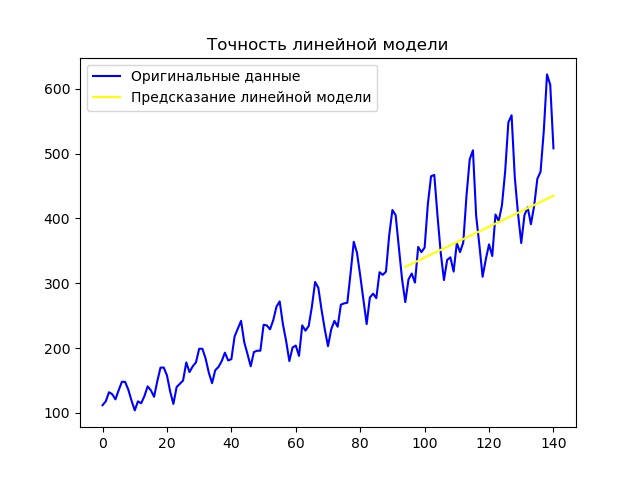 Точность линейной модели
Оригинальные данные
Предсказание линейной модели
600
500
400
300
200
100
0 20 40 60 80 100 120 140